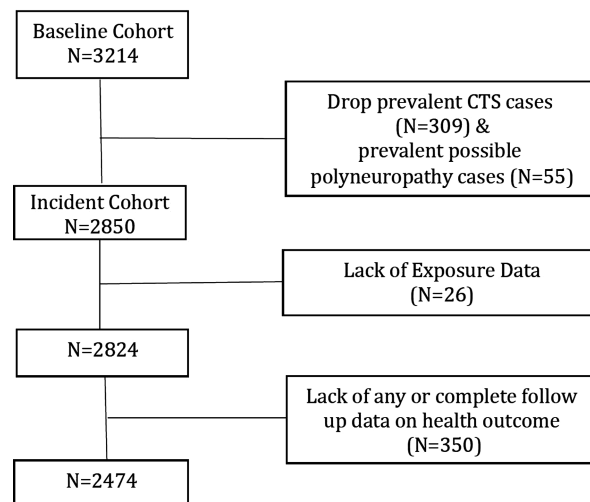 Baseline Cohort
N=3214
Drop prevalent CTS cases
(N=309) &
prevalent possible
polyneuropathy cases (N=55)
Incident Cohort
N=2850
Lack of Exposure Data
(N=26)
N=2824
Lack of any or complete follow
up data on health outcome
(N=350)
N=2474